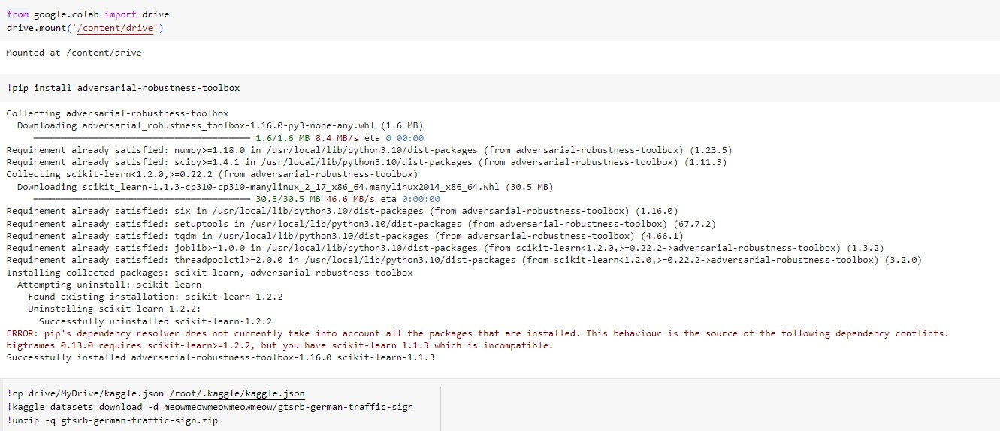 from google.colab import drive
drive.mount('/content/drive')
Mounted at /content/drive
!pip install adversarial-robustness-toolbox
Collecting adversarial-robustness-toolbox
Downloading adversarial_robustness_toolbox-1.16.0-py3-none-any.whl (1.6 MB)
1.6/1.6 MB 8.4 MB/s eta 0:00:00
Requirement already satisfied: numpy>=1.18.0 in /usr/local/lib/python3.10/dist-packages (from adversarial-robustness-toolbox) (1.23.5)
Requirement already satisfied: scipy>=1.4.1 in /usr/local/lib/python3.10/dist-packages (from adversarial-robustness-toolbox) (1.11.3)
Collecting scikit-learn<1.2.0,>=0.22.2 (from adversarial-robustness-toolbox)
Downloading scikit_learn-1.1.3-cp310-cp310-manylinux_2_17_x86_64.manylinux2014_x86_64.whl (30.5 MB)
30.5/30.5 MB 46.6 MB/s eta 0:00:00
Requirement already satisfied: six in /usr/local/lib/python3.10/dist-packages (from adversarial-robustness-toolbox) (1.16.0)
Requirement already satisfied: setuptools in /usr/local/lib/python3.10/dist-packages (from adversarial-robustness-toolbox) (67.7.2)
Requirement already satisfied: tqdm in /usr/local/lib/python3.10/dist-packages (from adversarial-robustness-toolbox) (4.66.1)
Requirement already satisfied: joblib>=1.0.0 in /usr/local/lib/python3.10/dist-packages (from scikit-learn<1.2.0,>=0.22.2->adversarial-robustness-toolbox) (1.3.2)
Requirement already satisfied: threadpoolctl>=2.0.0 in /usr/local/lib/python3.10/dist-packages (from scikit-learn<1.2.0,>=0.22.2->adversarial-robustness-toolbox) (3.2.0)
Installing collected packages: scikit-learn, adversarial-robustness-toolbox
Attempting uninstall: scikit-learn
Found existing installation: scikit-learn 1.2.2
Uninstalling scikit-learn-1.2.2:
Successfully uninstalled scikit-learn-1.2.2
ERROR: pip's dependency resolver does not currently take into account all the packages that are installed. This behaviour is the source of the following dependency conflicts.
bigframes 0.13.0 requires scikit-learn>=1.2.2, but you have scikit-learn 1.1.3 which is incompatible.
Successfully installed adversarial-robustness-toolbox-1.16.0 scikit-learn-1.1.3
!cp drive/MyDrive/kaggle.json /root/.kaggle/kaggle.json
!kaggle datasets download -d meowmeowmeowmeowmeow/gtsrb-german-traffic-sign
!unzip -q gtsrb-german-traffic-sign.zip